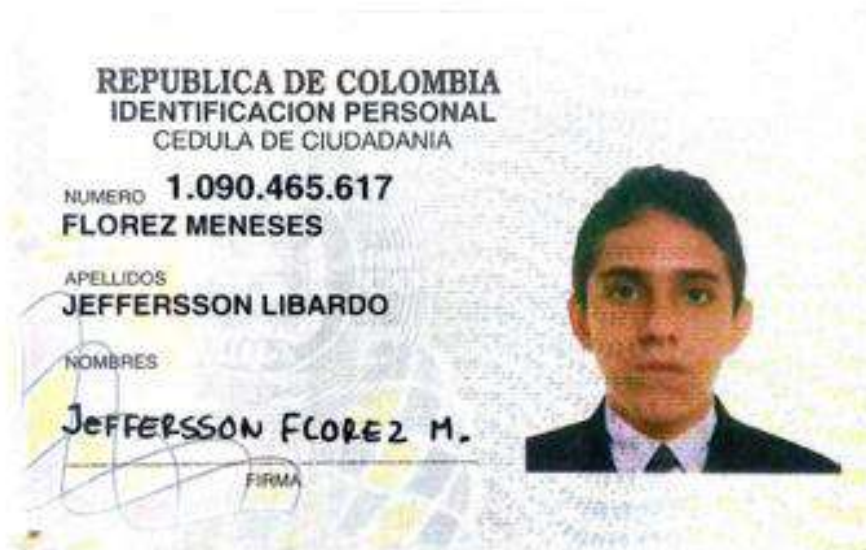 REPUBLICA DE COLOMBIA
IDENTIFICACION PERSONAL
CEDULA DE CIUDADANIA
NUMERO 1.090.465.617
FLOREZ MENESES
APELLIDOS
JEFFERSSON LIBARDO
NOMBRES
JEFFERSSON FLOREZ M.
FIRMA